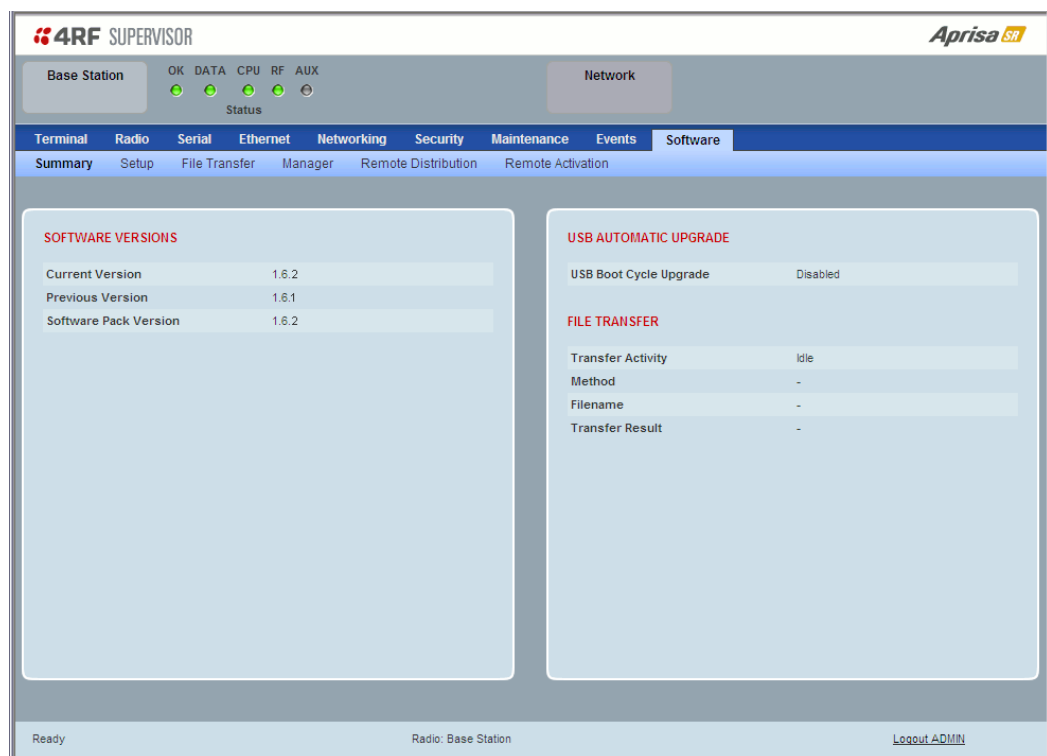 4RF SUPERVISOR
Aprisa SR
Base Station
OK DATA CPU RF AUX
Status
Network
Terminal Radio Serial Ethernet Networking Security Maintenance Events Software
Summary Setup File Transfer Manager Remote Distribution Remote Activation
SOFTWARE VERSIONS
Current Version 1.6.2
Previous Version 1.6.1
Software Pack Version 1.6.2
USB AUTOMATIC UPGRADE
USB Boot Cycle Upgrade Disabled
FILE TRANSFER
Transfer Activity Idle
Method -
Filename -
Transfer Result -
Ready
Radio: Base Station
Logout ADMIN